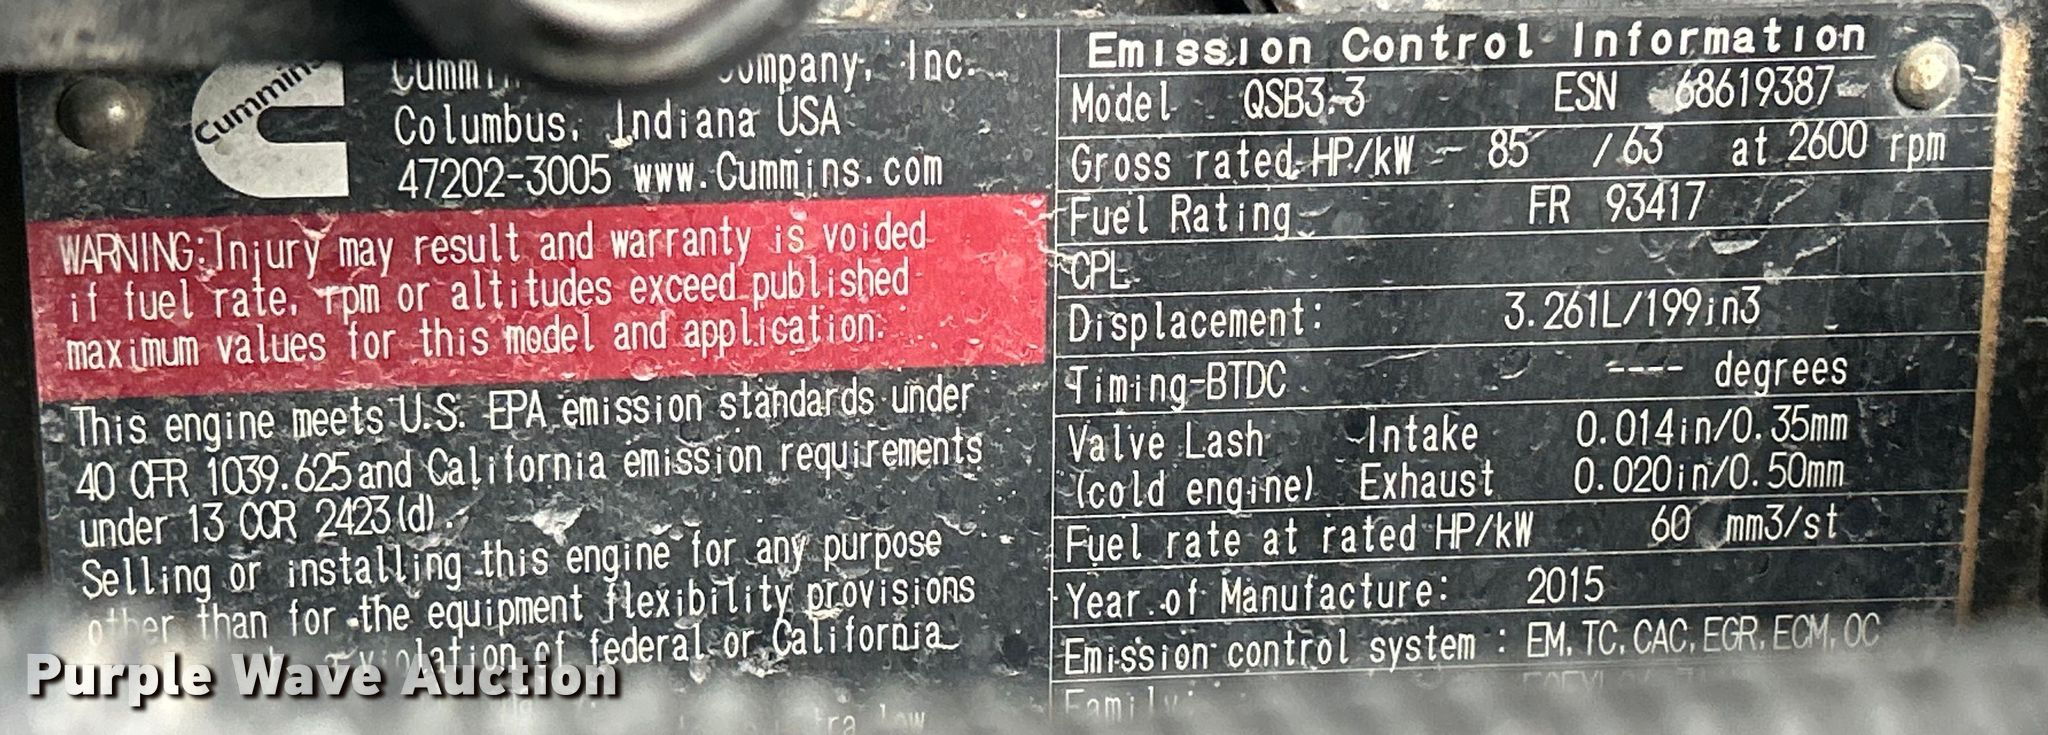 Cummins
Company, Inc.
Columbus, Indiana USA
47202-3005 www.Cummins.com
WARNING:Injury may result and warranty is voided
if fuel rate, rpm or altitudes exceed published
maximum values for this model and application.
This engine meets U.S. EPA emission standards under
40 CFR 1039.625 and California emission requirements
under 13 CCR 2423(d).
Selling or installing this engine for any purpose
other than for the equipment flexibility provisions
violation of federal or California
low
Emission Control Information
Model QSB3.3 ESN 68619387
Gross rated HP/kW 85 /63 at 2600 rpm
Fuel Rating FR 93417
CPL
Displacement: 3.261L/199in3
Timing-BTDC ---- degrees
Valve Lash Intake 0.014in/0.35mm
(cold engine) Exhaust 0.020in/0.50mm
Fuel rate at rated HP/kW 60 mm3/st
Year of Manufacture: 2015
Emission control system : EM, TC, CAC, EGR, ECM, OC
Family:
Purple Wave Auction